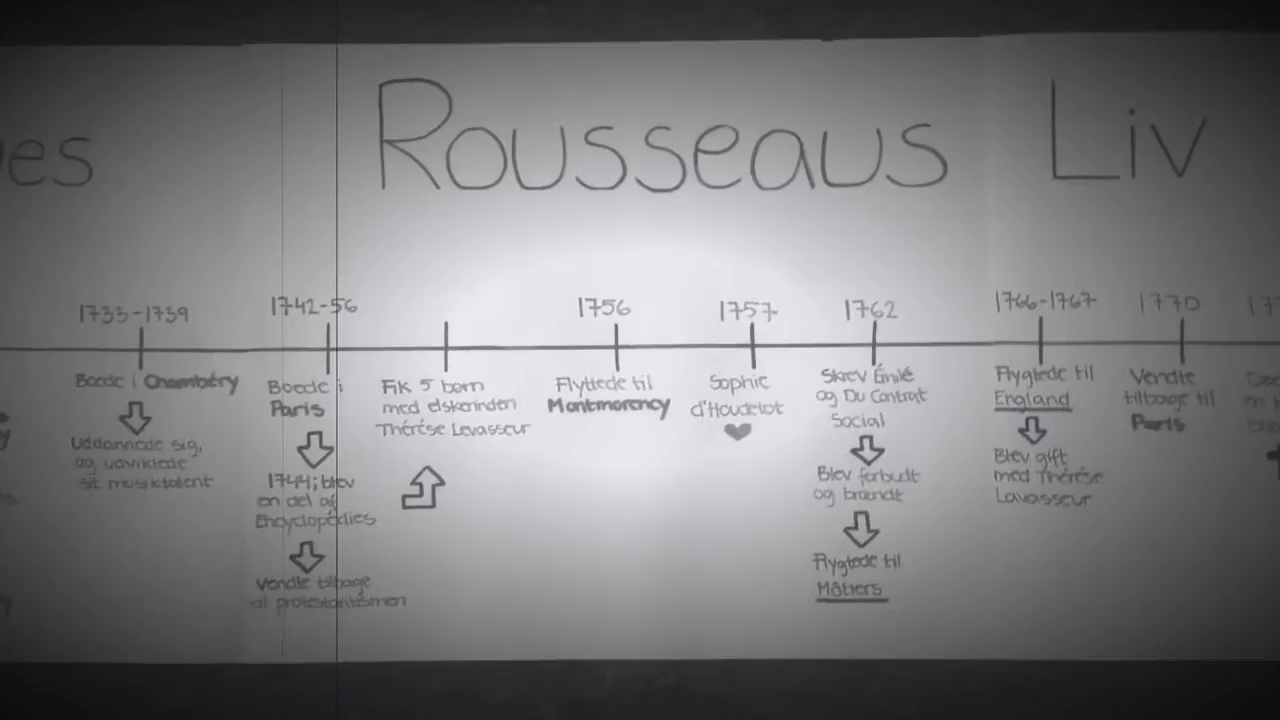 es Rousseaus Liv
1735-1739
Boede i Chambéry
Uddannede sig,
og udviklede
sit musiktalent
1742-56
Boede i
Paris
1744; blev
en del af
Encyclopédies
Vendte tilbage
til protestantismen
Fik 5 børn
med elskerinden
Thérése Levasseur
1756
Flyttede til
Montmorency
1757
Sophie
d'Houdetot
1762
Skrev Émile
og Du Contrat
Social
Blev forbudt
og brændt
Flygtede til
Môtiers
1766-1767
Flygtede til
England
Blev gift
med Thérése
Lavasseur
1770
Vendte
tilbage til
Paris